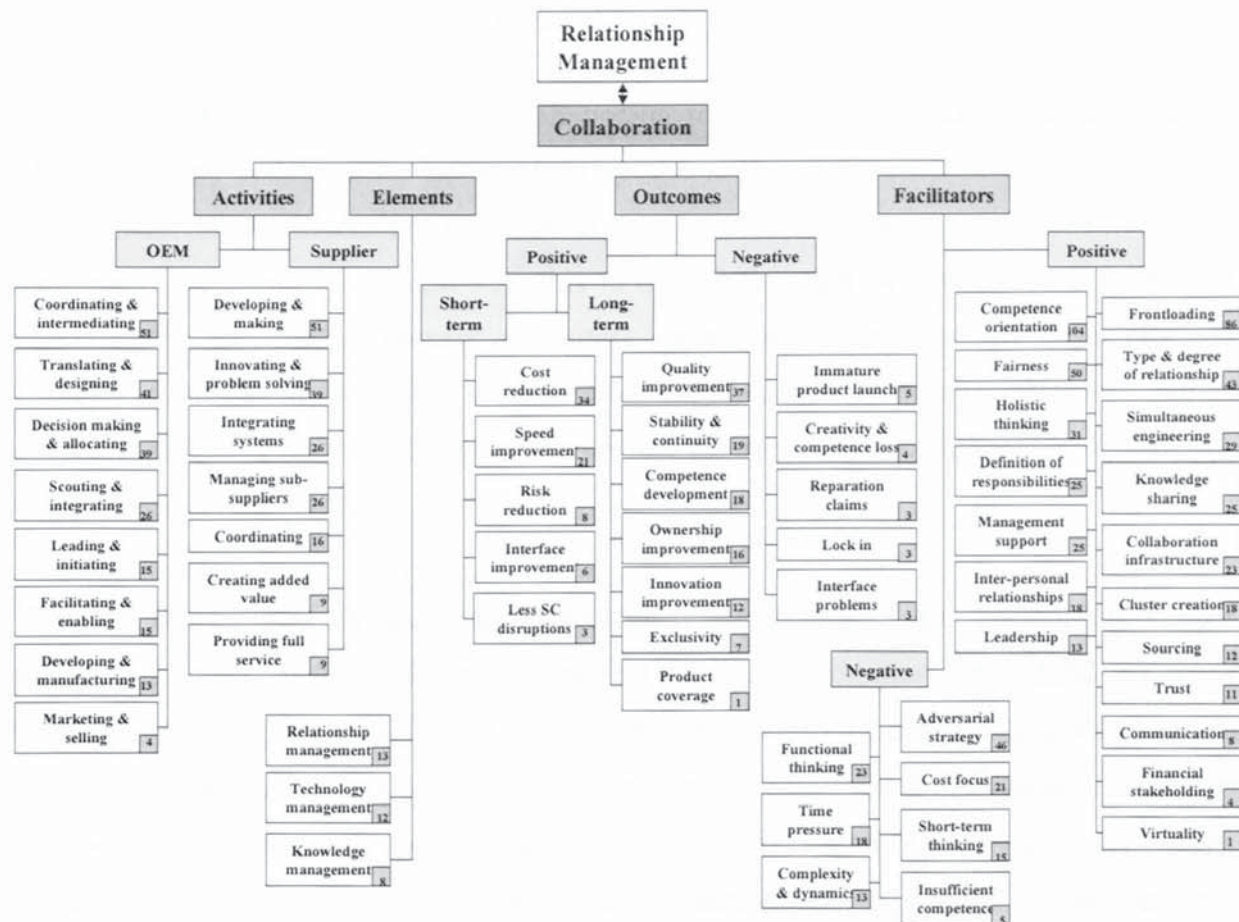 Relationship
Management
Collaboration
Activities
Elements
Outcomes
Facilitators
OEM
Supplier
Positive
Negative
Positive
Short-
term
Long-
term
Coordinating &
intermediating
51
Translating &
designing
41
Decision making
& allocating
39
Scouting &
integrating
26
Leading &
initiating
15
Facilitating &
enabling
15
Developing &
manufacturing
13
Marketing &
selling
4
Developing &
making
51
Innovating &
problem solving
39
Integrating
systems
26
Managing sub-
suppliers
26
Coordinating
16
Creating added
value
9
Providing full
service
9
Relationship
management
13
Technology
management
12
Knowledge
management
8
Cost
reduction
34
Speed
improvement
21
Risk
reduction
8
Interface
improvement
6
Less SC
disruptions
3
Quality
improvement
37
Stability &
continuity
19
Competence
development
18
Ownership
improvement
16
Innovation
improvement
12
Exclusivity
7
Product
coverage
1
Immature
product launch
5
Creativity &
competence loss
4
Reparation
claims
3
Lock in
3
Interface
problems
3
Negative
Functional
thinking
23
Time
pressure
18
Complexity
& dynamics
13
Adversarial
strategy
46
Cost focus
21
Short-term
thinking
15
Insufficient
competence
5
Competence
orientation
104
Fairness
50
Holistic
thinking
31
Definition of
responsibilities
25
Management
support
25
Inter-personal
relationships
18
Leadership
13
Frontloading
86
Type & degree
of relationship
43
Simultaneous
engineering
29
Knowledge
sharing
25
Collaboration
infrastructure
23
Cluster creation
18
Sourcing
12
Trust
11
Communication
8
Financial
stakeholding
4
Virtuality
1